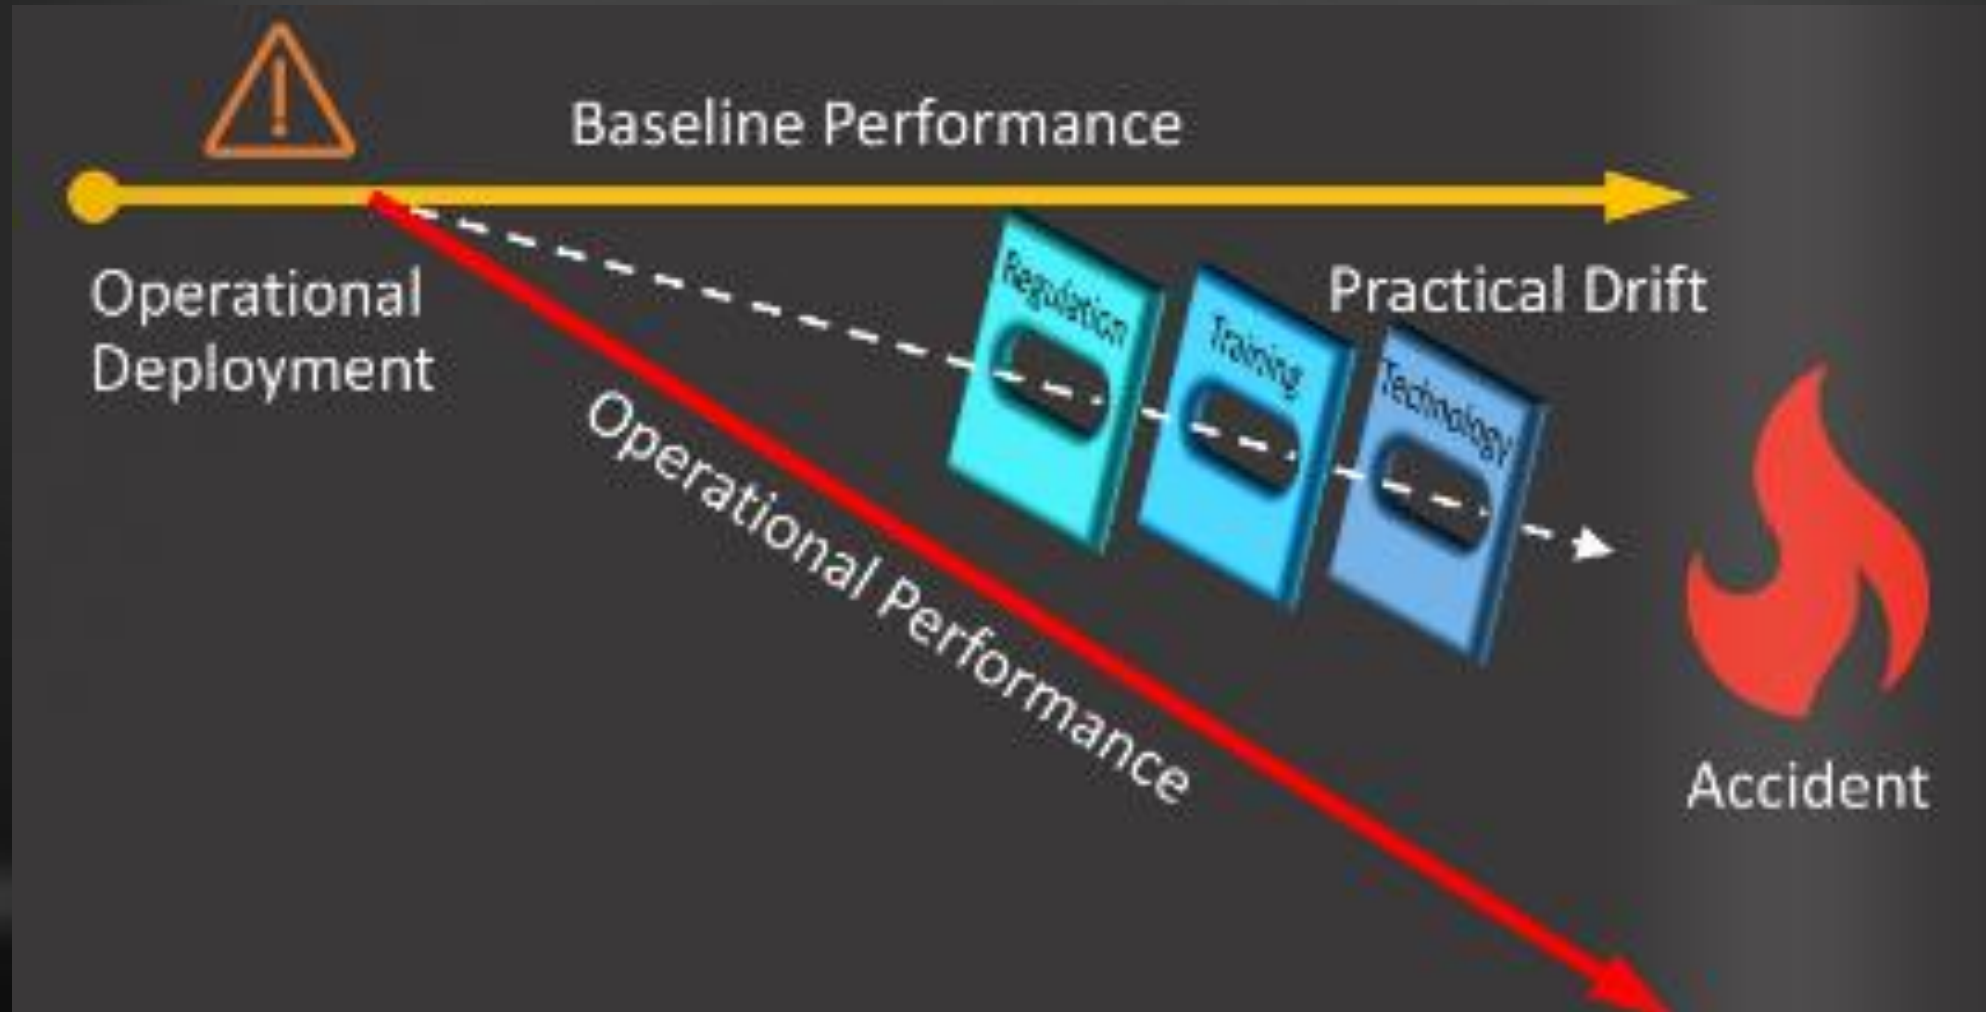 Baseline Performance
Operational
Deployment
Regulation
Training
Technology
Practical Drift
Operational Performance
Accident